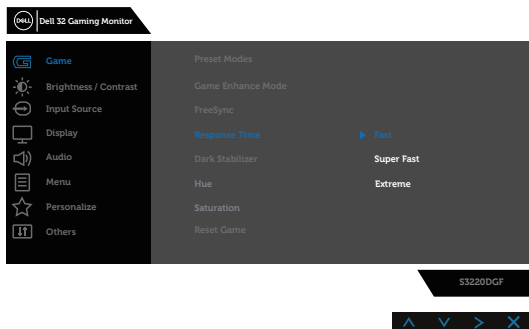 DELL Dell 32 Gaming Monitor
Game
Brightness / Contrast
Input Source
Display
Audio
Menu
Personalize
Others
Preset Modes
Game Enhance Mode
FreeSync
Response Time
Dark Stabilizer
Hue
Saturation
Reset Game
Fast
Super Fast
Extreme
S3220DGF